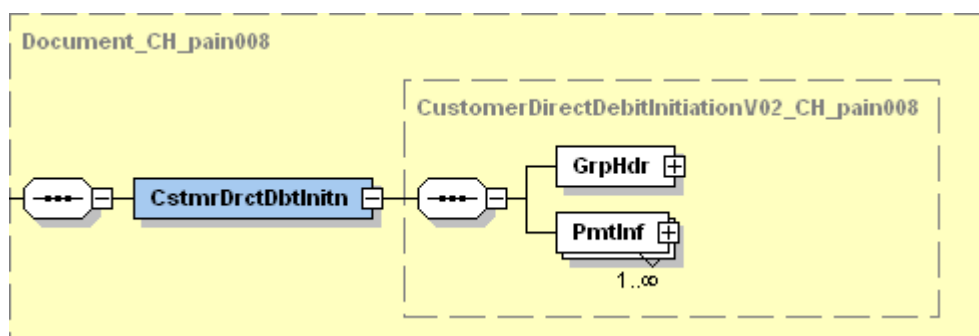 Document_CH_pain008
CustomerDirectDebitInitiationV02_CH_pain008
GrpHdr
CstmrDrctDbtInitn
PmtInf
1..∞